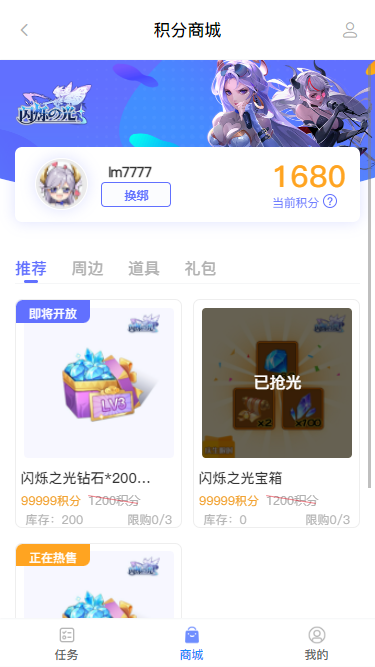 积分商城
闪烁之光
lm7777
换绑
1680
当前积分 ?
推荐 周边 道具 礼包
即将开放
LV3
闪烁之光钻石*200...
99999积分 1200积分
库存：200 限购0/3
已抢光
×2 ×100
闪烁之光宝箱
99999积分 1200积分
库存：0 限购0/3
正在热售
任务 商城 我的